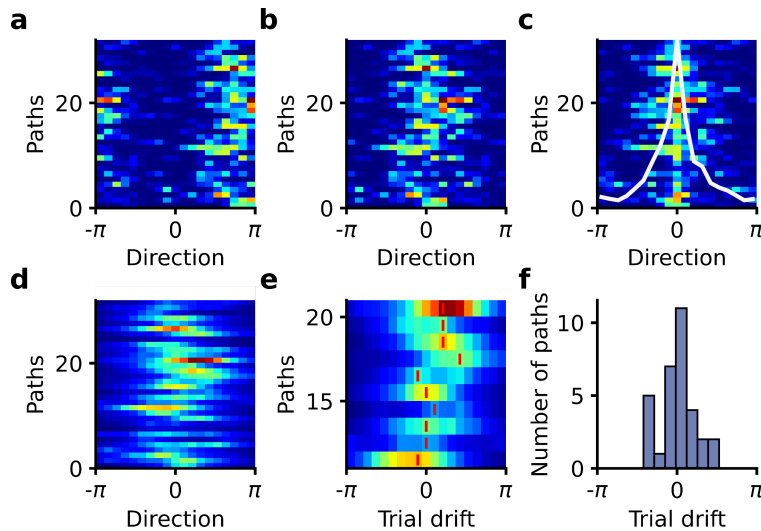 a
b
c
Paths
20
0
-π
0
π
Direction
Paths
20
0
-π
0
π
Direction
Paths
20
0
-π
0
π
Direction
d
e
f
Paths
20
0
-π
0
π
Direction
Paths
20
15
-π
0
π
Trial drift
Number of paths
10
5
0
-π
0
π
Trial drift